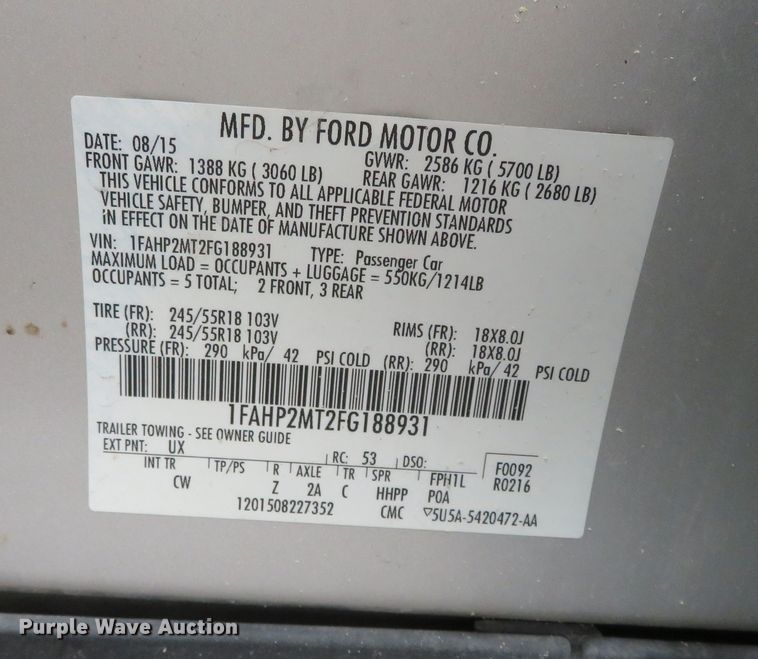 MFD. BY FORD MOTOR CO.
DATE: 08/15 GVWR: 2586 KG ( 5700 LB)
FRONT GAWR: 1388 KG ( 3060 LB) REAR GAWR: 1216 KG ( 2680 LB)
THIS VEHICLE CONFORMS TO ALL APPLICABLE FEDERAL MOTOR
VEHICLE SAFETY, BUMPER, AND THEFT PREVENTION STANDARDS
IN EFFECT ON THE DATE OF MANUFACTURE SHOWN ABOVE.
VIN: 1FAHP2MT2FG188931 TYPE: Passenger Car
MAXIMUM LOAD = OCCUPANTS + LUGGAGE = 550KG/1214LB
OCCUPANTS = 5 TOTAL; 2 FRONT, 3 REAR
TIRE (FR): 245/55R18 103V RIMS (FR): 18X8.0J
(RR): 245/55R18 103V (RR): 18X8.0J
PRESSURE (FR): 290 kPa/ 42 PSI COLD (RR): 290 kPa/ 42 PSI COLD
1FAHP2MT2FG188931
TRAILER TOWING - SEE OWNER GUIDE
EXT PNT: UX RC: 53 DSO: F0092
INT TR TP/PS R AXLE TR SPR FPH1L R0216
CW Z 2A C HHPP POA
1201508227352 CMC ▽5U5A-5420472-AA
Purple Wave Auction